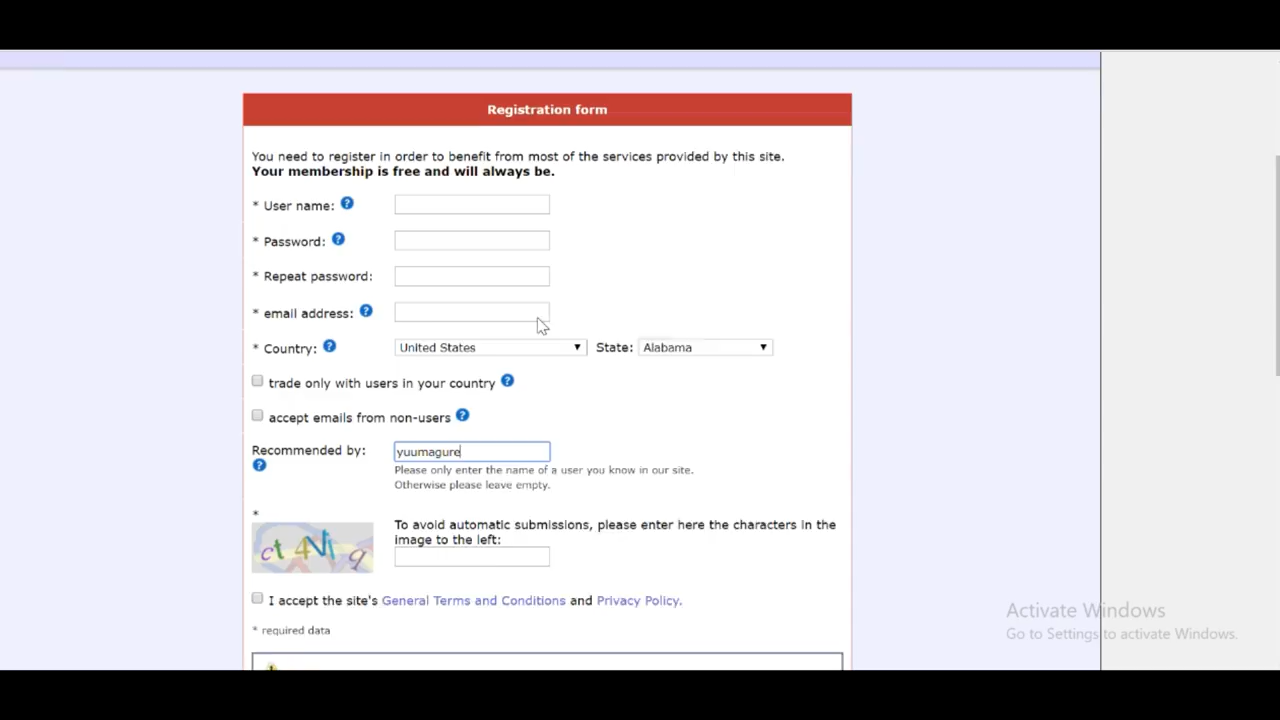 Registration form
You need to register in order to benefit from most of the services provided by this site.
Your membership is free and will always be.
* User name: ?
* Password: ?
* Repeat password:
* email address: ?
* Country: ? United States State: Alabama
trade only with users in your country ?
accept emails from non-users ?
Recommended by: yuumagure
?
Please only enter the name of a user you know in our site.
Otherwise please leave empty.
*
To avoid automatic submissions, please enter here the characters in the
image to the left:
I accept the site's General Terms and Conditions and Privacy Policy.
* required data
Activate Windows
Go to Settings to activate Windows.